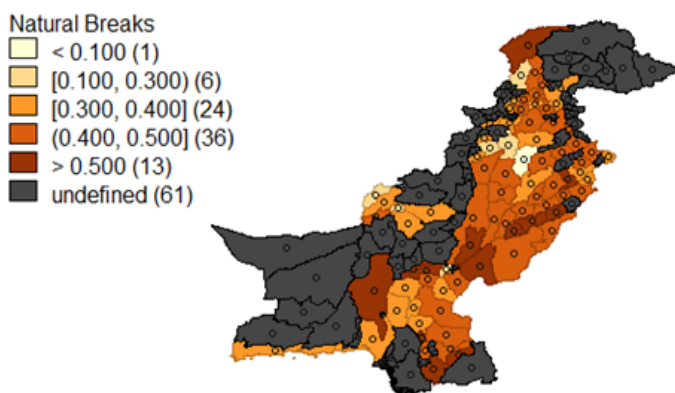 Natural Breaks
< 0.100 (1)
[0.100, 0.300) (6)
[0.300, 0.400] (24)
(0.400, 0.500] (36)
> 0.500 (13)
undefined (61)